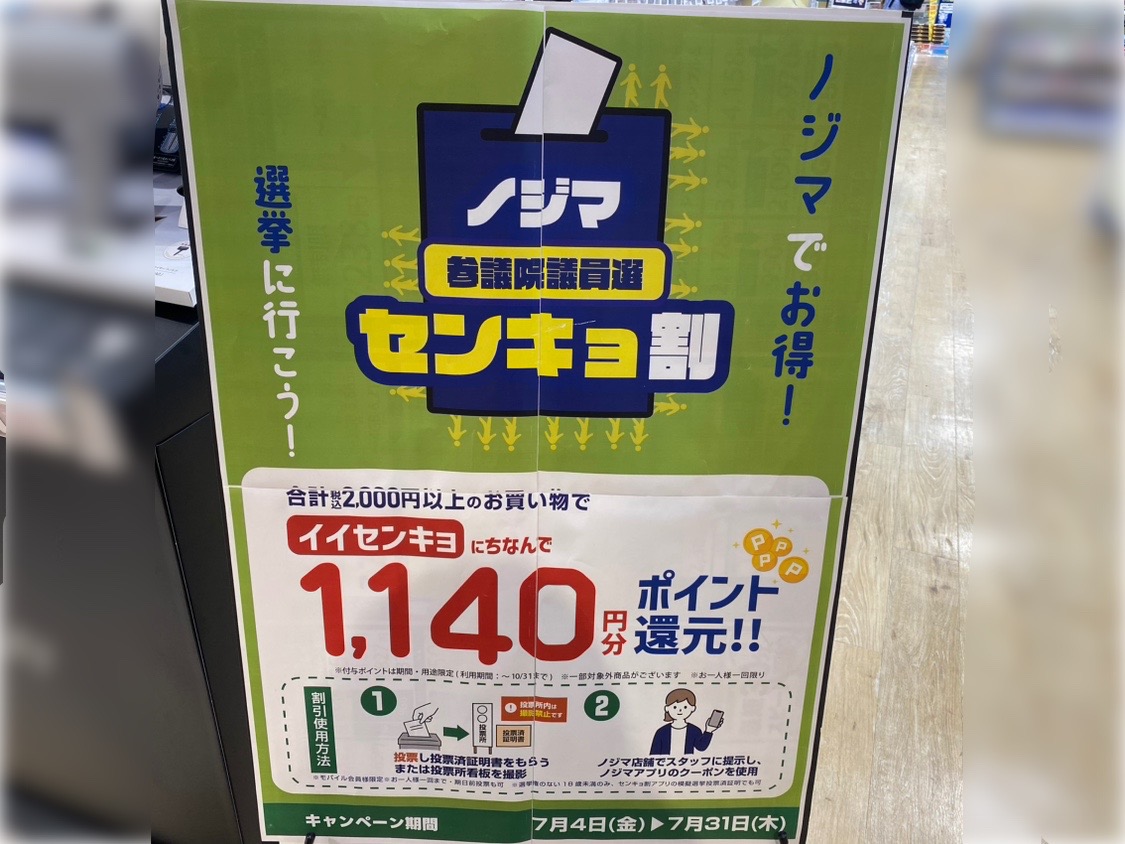 ノジマでお得！
選挙に行こう！
ノジマ
参議院議員選
センキョ割
合計税込2,000円以上のお買い物で
イイセンキョにちなんで
1,140円分
ポイント
還元!!
P P P P
※付与ポイントは期間・用途限定(利用期間：～10/31まで) ※一部対象外商品がございます ※お一人様一回限り
割引使用方法
1
投票所
投票所内は
撮影禁止です
投票済
証明書
投票し投票済証明書をもらう
または投票所看板を撮影
2
ノジマ店舗でスタッフに提示し、
ノジマアプリのクーポンを使用
※モバイル会員様限定※お一人様一回まで・期日前投票も可 ※選挙権のない18歳未満のみ、センキョ割アプリの模擬選挙投票済証明でも可
キャンペーン期間 7月4日(金)▶7月31日(木)